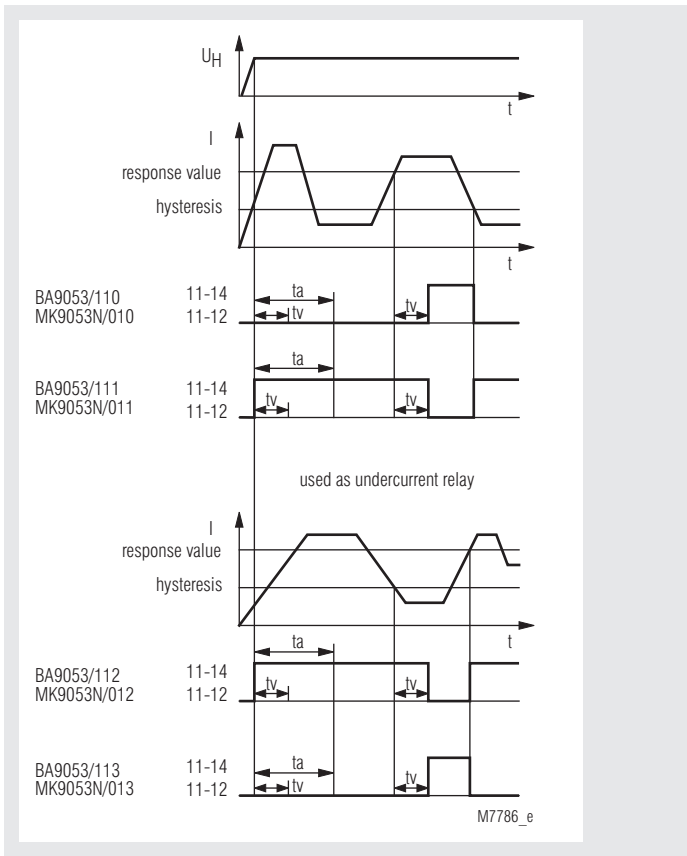 UH
t
I
response value
hysteresis
t
BA9053/110 11-14 ta
MK9053N/010 11-12 tv tv
ta
BA9053/111 11-14
MK9053N/011 11-12 tv tv
used as undercurrent relay
I
response value
hysteresis
t
ta
BA9053/112 11-14
MK9053N/012 11-12 tv tv
BA9053/113 11-14 ta
MK9053N/013 11-12 tv tv
M7786_e